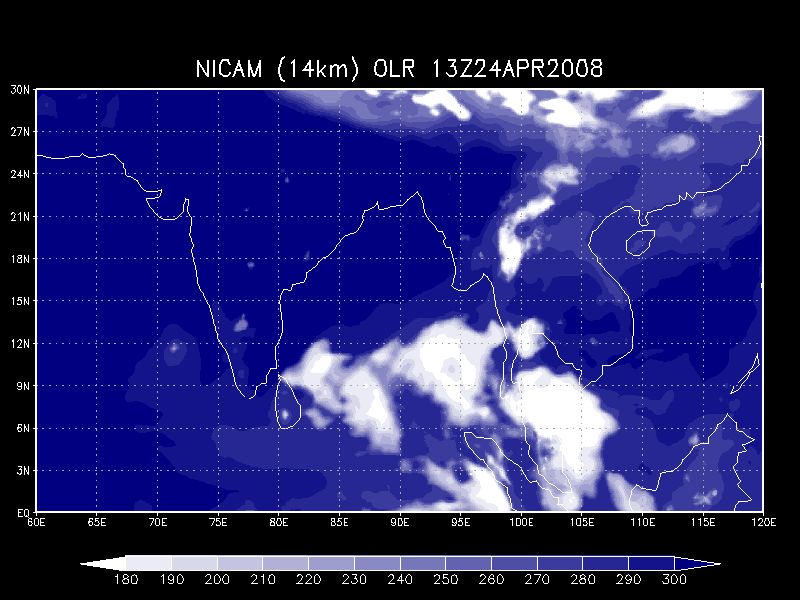 NICAM (14km) OLR 13Z24APR2008
30N
27N
24N
21N
18N
15N
12N
9N
6N
3N
EQ
60E 65E 70E 75E 80E 85E 90E 95E 100E 105E 110E 115E 120E
180 190 200 210 220 230 240 250 260 270 280 290 300